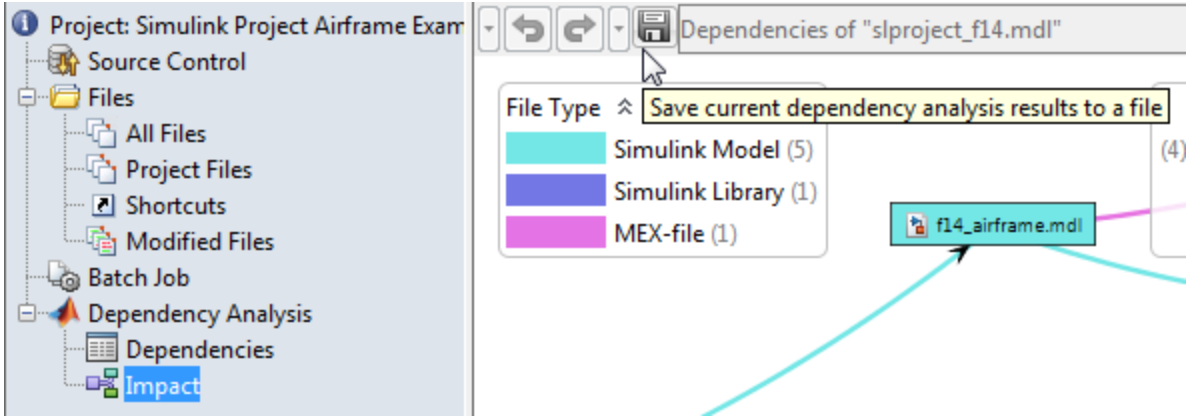 Project: Simulink Project Airframe Exam
Source Control
Files
All Files
Project Files
Shortcuts
Modified Files
Batch Job
Dependency Analysis
Dependencies
Impact
Dependencies of "slproject_f14.mdl"
Save current dependency analysis results to a file
File Type
Simulink Model (5)
Simulink Library (1)
MEX-file (1)
(4)
f14_airframe.mdl